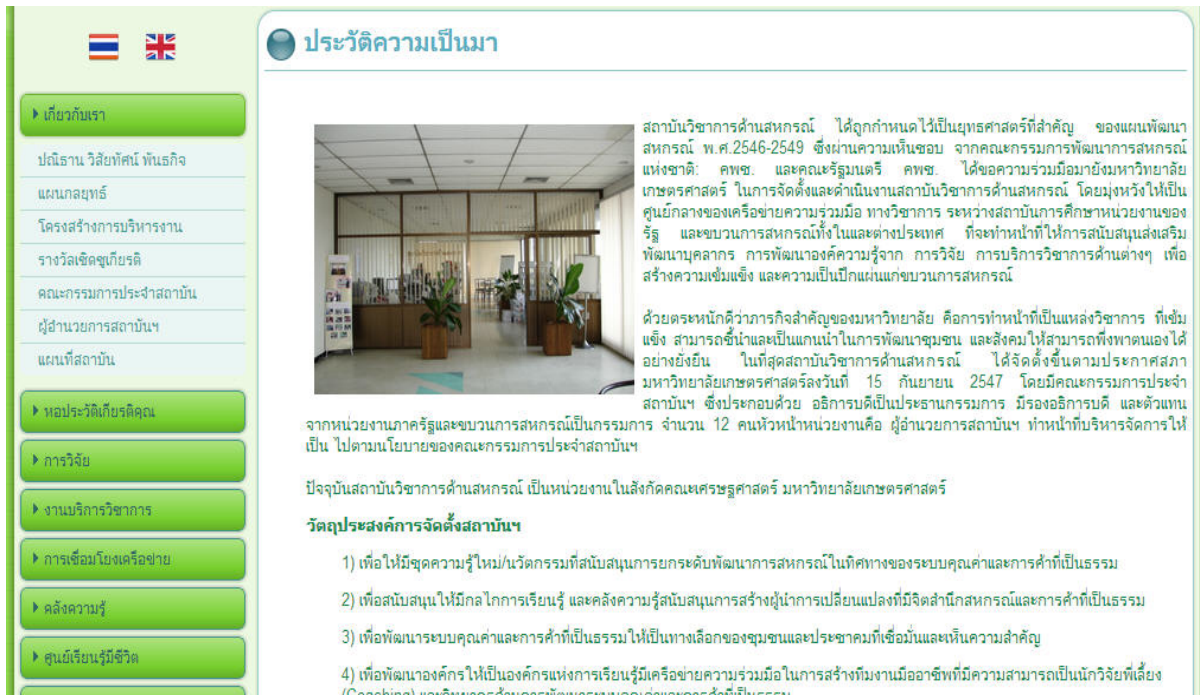 ประวัติความเป็นมา
เกี่ยวกับเรา
ปณิธาน วิสัยทัศน์ พันธกิจ
แผนกลยุทธ์
โครงสร้างการบริหารงาน
รางวัลเชิดชูเกียรติ
คณะกรรมการประจำสถาบัน
ผู้อำนวยการสถาบันฯ
แผนที่สถาบัน
หอประวัติเกียรติคุณ
การวิจัย
งานบริการวิชาการ
การเชื่อมโยงเครือข่าย
คลังความรู้
ศูนย์เรียนรู้มีชีวิต
สถาบันวิชาการด้านสหกรณ์ ได้ถูกกำหนดไว้เป็นยุทธศาสตร์ที่สำคัญ ของแผนพัฒนา
สหกรณ์ พ.ศ.2546-2549 ซึ่งผ่านความเห็นชอบ จากคณะกรรมการพัฒนาการสหกรณ์
แห่งชาติ: คพช. และคณะรัฐมนตรี คพช. ได้ขอความร่วมมือมายังมหาวิทยาลัย
เกษตรศาสตร์ ในการจัดตั้งและดำเนินงานสถาบันวิชาการด้านสหกรณ์ โดยมุ่งหวังให้เป็น
ศูนย์กลางของเครือข่ายความร่วมมือ ทางวิชาการ ระหว่างสถาบันการศึกษาหน่วยงานของ
รัฐ และขบวนการสหกรณ์ทั้งในและต่างประเทศ ที่จะทำหน้าที่ให้การสนับสนุนส่งเสริม
พัฒนาบุคลากร การพัฒนาองค์ความรู้จาก การวิจัย การบริการวิชาการด้านต่างๆ เพื่อ
สร้างความเข้มแข็ง และความเป็นปึกแผ่นแก่ขบวนการสหกรณ์
ด้วยตระหนักดีว่าภารกิจสำคัญของมหาวิทยาลัย คือการทำหน้าที่เป็นแหล่งวิชาการ ที่เข้ม
แข็ง สามารถชี้นำและเป็นแกนนำในการพัฒนาชุมชน และสังคมให้สามารถพึ่งพาตนเองได้
อย่างยั่งยืน ในที่สุดสถาบันวิชาการด้านสหกรณ์ ได้จัดตั้งขึ้นตามประกาศสภา
มหาวิทยาลัยเกษตรศาสตร์ลงวันที่ 15 กันยายน 2547 โดยมีคณะกรรมการประจำ
สถาบันฯ ซึ่งประกอบด้วย อธิการบดีเป็นประธานกรรมการ มีรองอธิการบดี และตัวแทน
จากหน่วยงานภาครัฐและขบวนการสหกรณ์เป็นกรรมการ จำนวน 12 คนหัวหน้าหน่วยงานคือ ผู้อำนวยการสถาบันฯ ทำหน้าที่บริหารจัดการให้
เป็น ไปตามนโยบายของคณะกรรมการประจำสถาบันฯ
ปัจจุบันสถาบันวิชาการด้านสหกรณ์ เป็นหน่วยงานในสังกัดคณะเศรษฐศาสตร์ มหาวิทยาลัยเกษตรศาสตร์
วัตถุประสงค์การจัดตั้งสถาบันฯ
1) เพื่อให้มีชุดความรู้ใหม่/นวัตกรรมที่สนับสนุนการยกระดับพัฒนาการสหกรณ์ในทิศทางของระบบคุณค่าและการค้าที่เป็นธรรม
2) เพื่อสนับสนุนให้มีกลไกการเรียนรู้ และคลังความรู้สนับสนุนการสร้างผู้นำการเปลี่ยนแปลงที่มีจิตสำนึกสหกรณ์และการค้าที่เป็นธรรม
3) เพื่อพัฒนาระบบคุณค่าและการค้าที่เป็นธรรมให้เป็นทางเลือกของชุมชนและประชาคมที่เชื่อมั่นและเห็นความสำคัญ
4) เพื่อพัฒนาองค์กรให้เป็นองค์กรแห่งการเรียนรู้มีเครือข่ายความร่วมมือในการสร้างทีมงานมืออาชีพที่มีความสามารถเป็นนักวิจัยพี่เลี้ยง